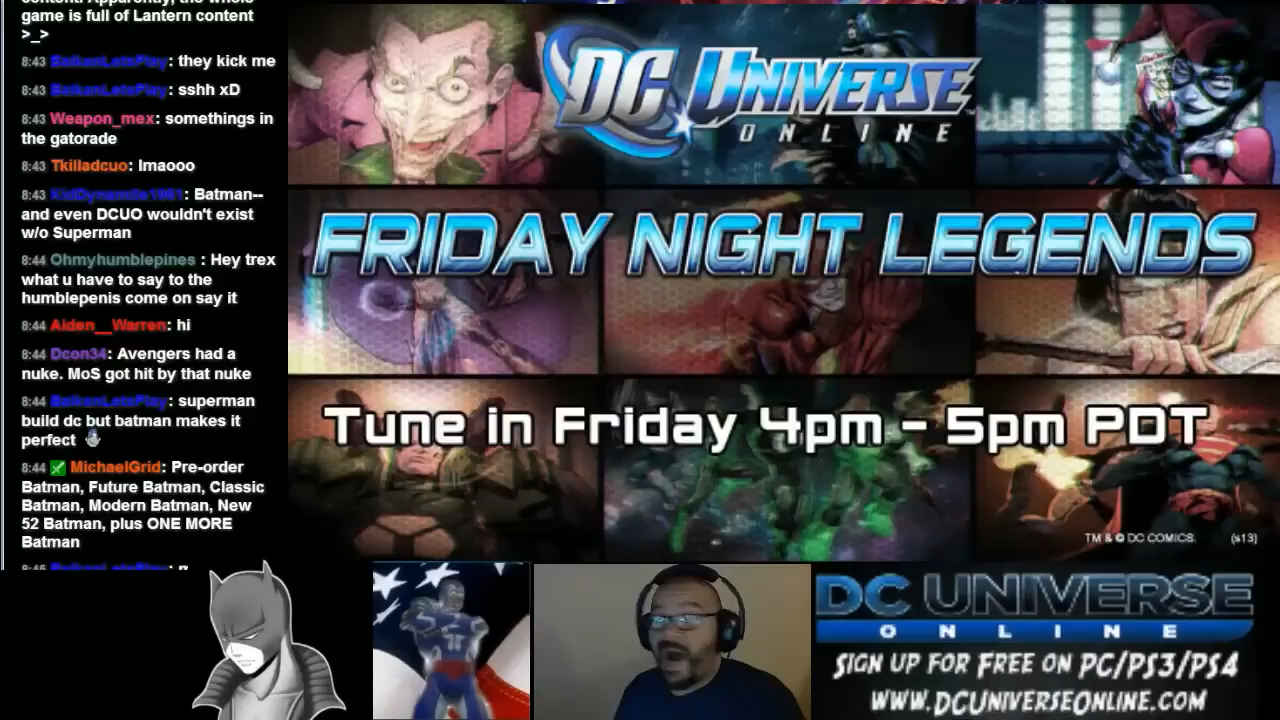 game is full of Lantern content
>_>
8:43 BalkanLetsPlay: they kick me
8:43 BalkanLetsPlay: sshh xD
8:43 Weapon_mex: somethings in
the gatorade
8:43 Tkilladcuo: lmaooo
8:43 KidDynamite1981: Batman--
and even DCUO wouldn't exist
w/o Superman
8:44 Ohmyhumblepines : Hey trex
what u have to say to the
humblepenis come on say it
8:44 Aiden__Warren: hi
8:44 Dcon34: Avengers had a
nuke. MoS got hit by that nuke
8:44 BalkanLetsPlay: superman
build dc but batman makes it
perfect
8:44 MichaelGrid: Pre-order
Batman, Future Batman, Classic
Batman, Modern Batman, New
52 Batman, plus ONE MORE
Batman
DC UNIVERSE
ONLINE
FRIDAY NIGHT LEGENDS
Tune in Friday 4pm - 5pm PDT
TM & © DC COMICS. (s13)
DC UNIVERSE
ONLINE
SIGN UP FOR FREE ON PC/PS3/PS4
WWW.DCUNIVERSEONLINE.COM